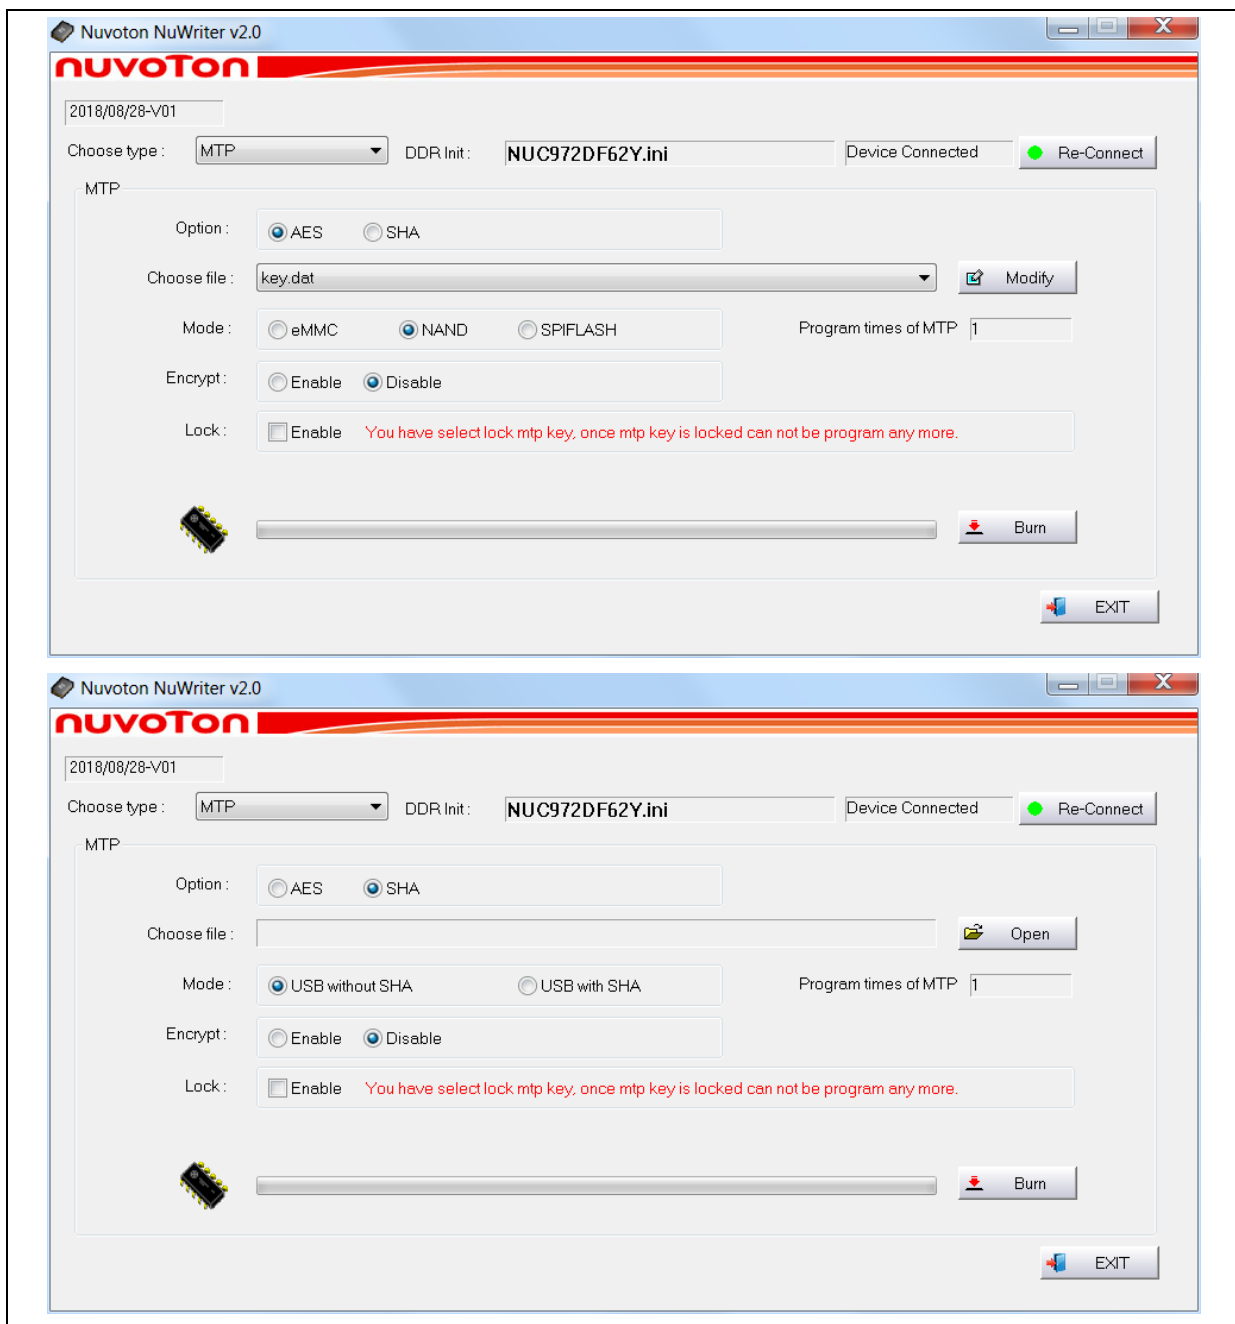 Nuvoton NuWriter v2.0
nuvoTon
2018/08/28-V01
Choose type : MTP DDR Init : NUC972DF62Y.ini Device Connected Re-Connect
MTP
Option : AES SHA
Choose file : key.dat Modify
Mode : eMMC NAND SPIFLASH Program times of MTP 1
Encrypt : Enable Disable
Lock : Enable You have select lock mtp key, once mtp key is locked can not be program any more.
Burn
EXIT
Nuvoton NuWriter v2.0
nuvoTon
2018/08/28-V01
Choose type : MTP DDR Init : NUC972DF62Y.ini Device Connected Re-Connect
MTP
Option : AES SHA
Choose file : Open
Mode : USB without SHA USB with SHA Program times of MTP 1
Encrypt : Enable Disable
Lock : Enable You have select lock mtp key, once mtp key is locked can not be program any more.
Burn
EXIT